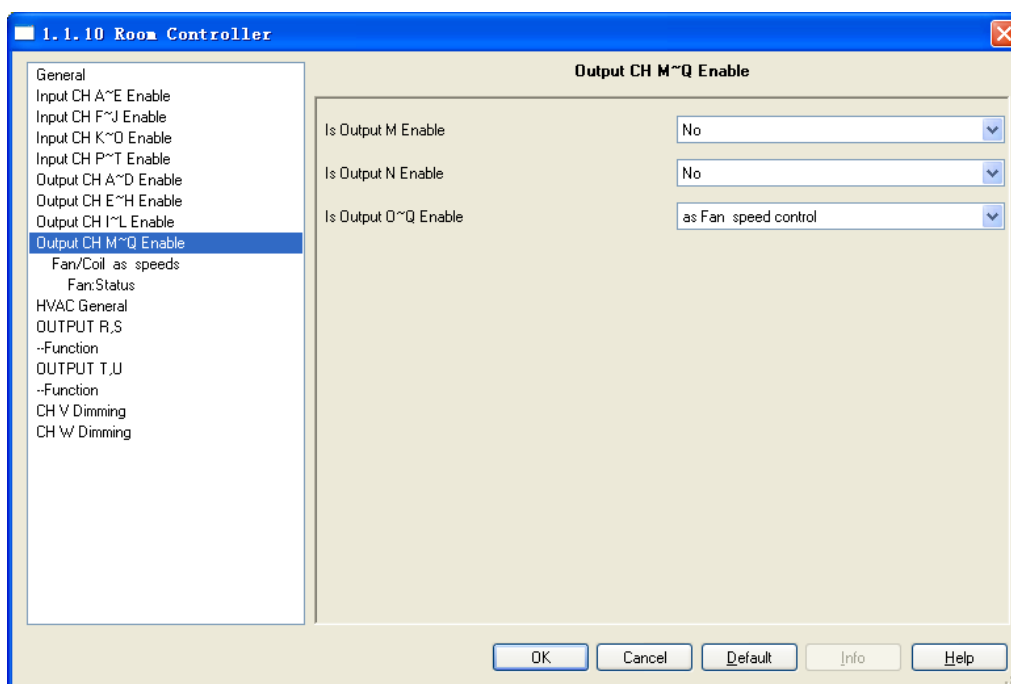 1.1.10 Room Controller
General
Input CH A~E Enable
Input CH F~J Enable
Input CH K~O Enable
Input CH P~T Enable
Output CH A~D Enable
Output CH E~H Enable
Output CH I~L Enable
Output CH M~Q Enable
Fan/Coil as speeds
Fan:Status
HVAC General
OUTPUT R,S
--Function
OUTPUT T,U
--Function
CH V Dimming
CH W Dimming
Output CH M~Q Enable
Is Output M Enable
No
Is Output N Enable
No
Is Output O~Q Enable
as Fan speed control
OK
Cancel
Default
Info
Help